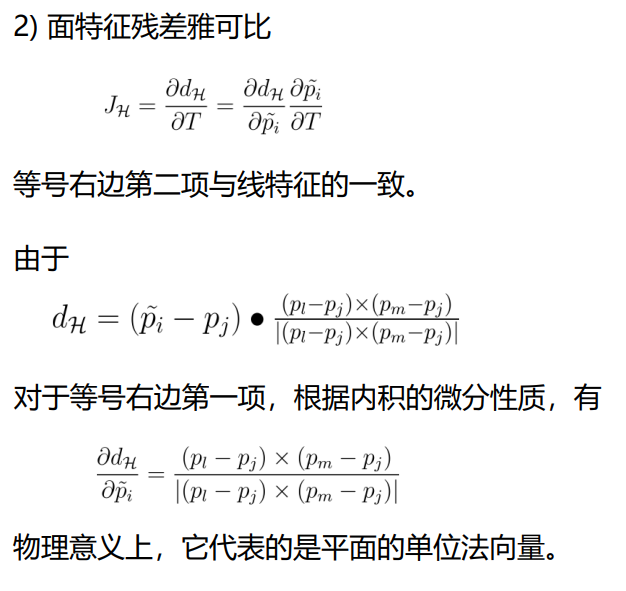 2) 面特征残差雅可比
$J_{\mathcal{H}} = \frac{\partial d_{\mathcal{H}}}{\partial T} = \frac{\partial d_{\mathcal{H}}}{\partial \tilde{p_i}} \frac{\partial \tilde{p_i}}{\partial T}$
等号右边第二项与线特征的一致。
由于
$d_{\mathcal{H}} = (\tilde{p_i} - p_j) \bullet \frac{(p_l - p_j) \times (p_m - p_j)}{|(p_l - p_j) \times (p_m - p_j)|}$
对于等号右边第一项，根据内积的微分性质，有
$\frac{\partial d_{\mathcal{H}}}{\partial \tilde{p_i}} = \frac{(p_l - p_j) \times (p_m - p_j)}{|(p_l - p_j) \times (p_m - p_j)|}$
物理意义上，它代表的是平面的单位法向量。